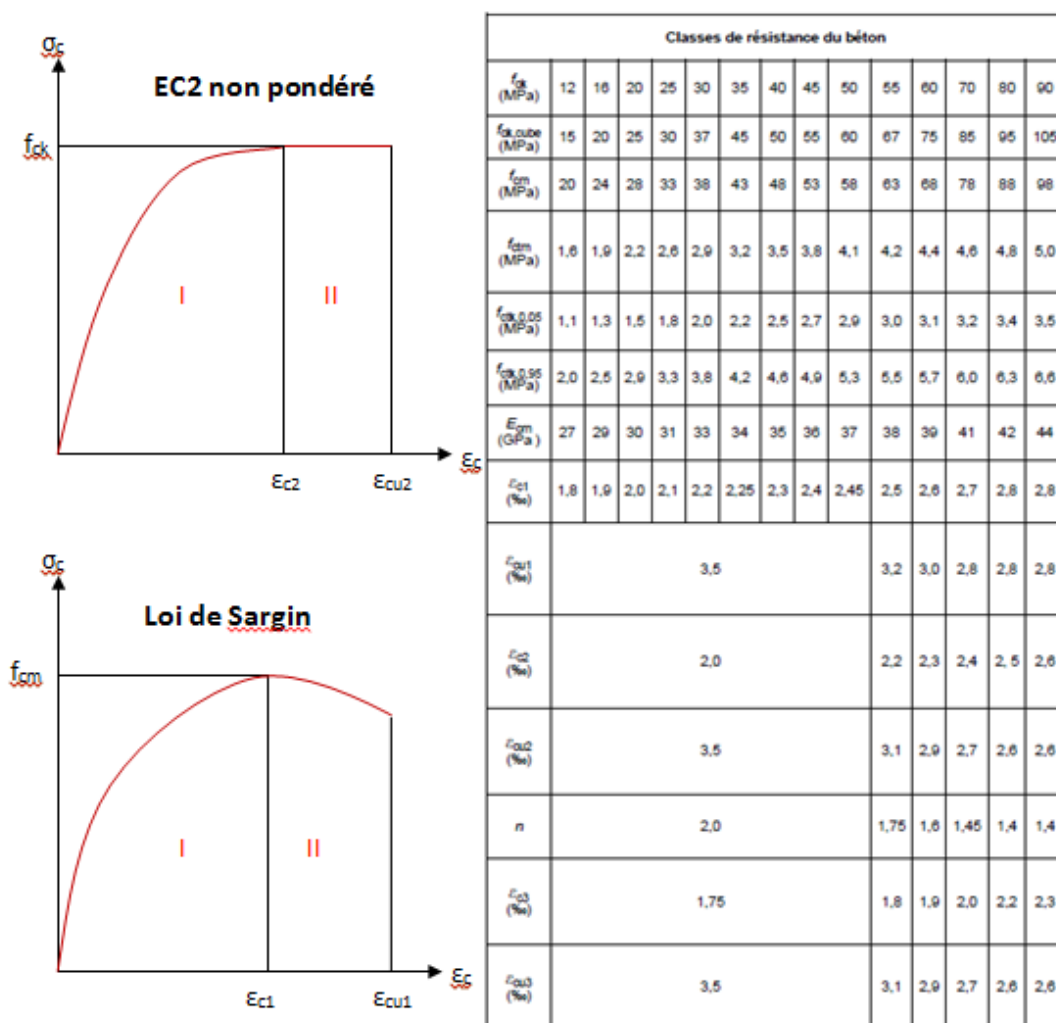 σc
EC2 non pondéré
fck
I II
εc
εc2 εcu2
σc
Loi de Sargin
fcm
I II
εc
εc1 εcu1
Classes de résistance du béton
fck (MPa) 12 16 20 25 30 35 40 45 50 55 60 70 80 90
fck,cube (MPa) 15 20 25 30 37 45 50 55 60 67 75 85 95 105
fcm (MPa) 20 24 28 33 38 43 48 53 58 63 68 78 88 98
fctm (MPa) 1,6 1,9 2,2 2,6 2,9 3,2 3,5 3,8 4,1 4,2 4,4 4,6 4,8 5,0
fctk,0,05 (MPa) 1,1 1,3 1,5 1,8 2,0 2,2 2,5 2,7 2,9 3,0 3,1 3,2 3,4 3,5
fctk,0,95 (MPa) 2,0 2,5 2,9 3,3 3,8 4,2 4,6 4,9 5,3 5,5 5,7 6,0 6,3 6,6
Ecm (GPa) 27 29 30 31 33 34 35 36 37 38 39 41 42 44
εc1 (‰) 1,8 1,9 2,0 2,1 2,2 2,25 2,3 2,4 2,45 2,5 2,6 2,7 2,8 2,8
εcu1 (‰) 3,5 3,2 3,0 2,8 2,8 2,8
εc2 (‰) 2,0 2,2 2,3 2,4 2,5 2,6
εcu2 (‰) 3,5 3,1 2,9 2,7 2,6 2,6
n 2,0 1,75 1,6 1,45 1,4 1,4
εc3 (‰) 1,75 1,8 1,9 2,0 2,2 2,3
εcu3 (‰) 3,5 3,1 2,9 2,7 2,6 2,6